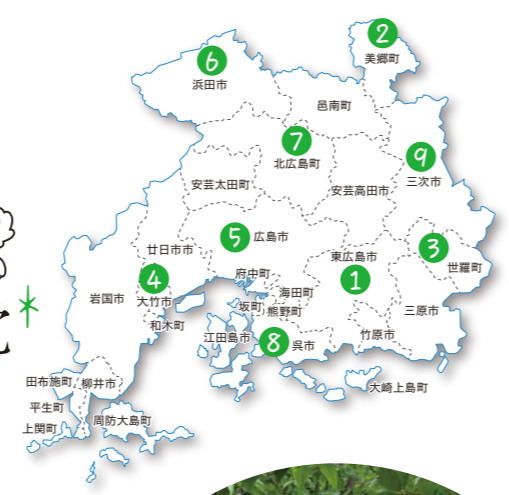 2
美郷町
6
浜田市
邑南町
7
北広島町
9
三次市
安芸太田町
安芸高田市
5
広島市
3
世羅町
廿日市市
東広島市
1
府中町
4
大竹市
海田町
岩国市
坂町
熊野町
三原市
和木町
江田島市
8
呉市
竹原市
大崎上島町
田布施町
柳井市
平生町
周防大島町
上関町